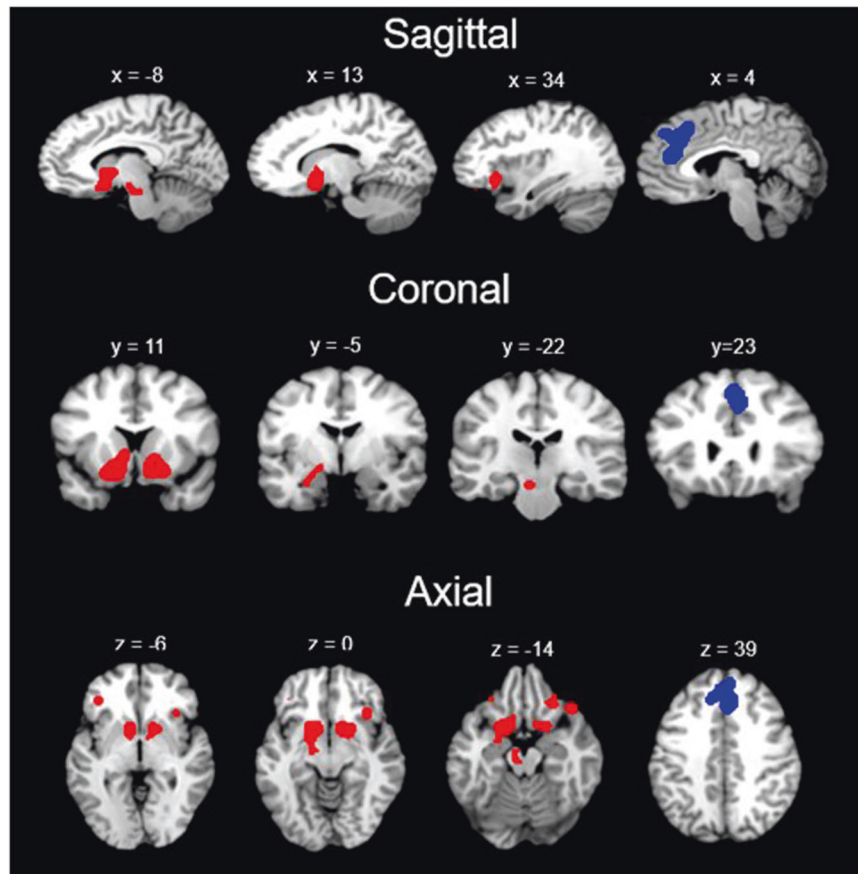 Sagittal
x = -8 x = 13 x = 34 x = 4
Coronal
y = 11 y = -5 y = -22 y=23
Axial
z = -6 z = 0 z = -14 z = 39